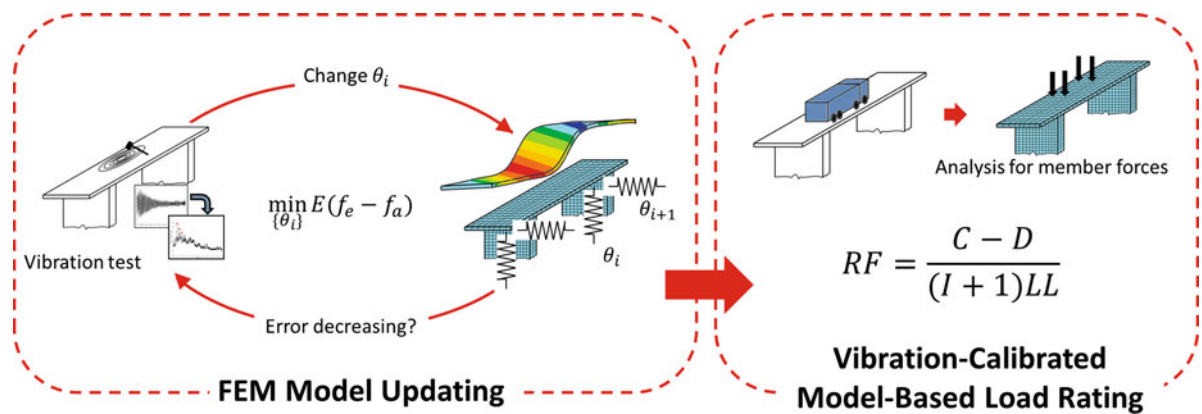 Change θᵢ
Vibration test
min E(fₑ − fₐ)
{θᵢ}
θᵢ₊₁
θᵢ
Error decreasing?
FEM Model Updating
Analysis for member forces
RF = (C − D) / ((I + 1)LL)
Vibration-Calibrated
Model-Based Load Rating